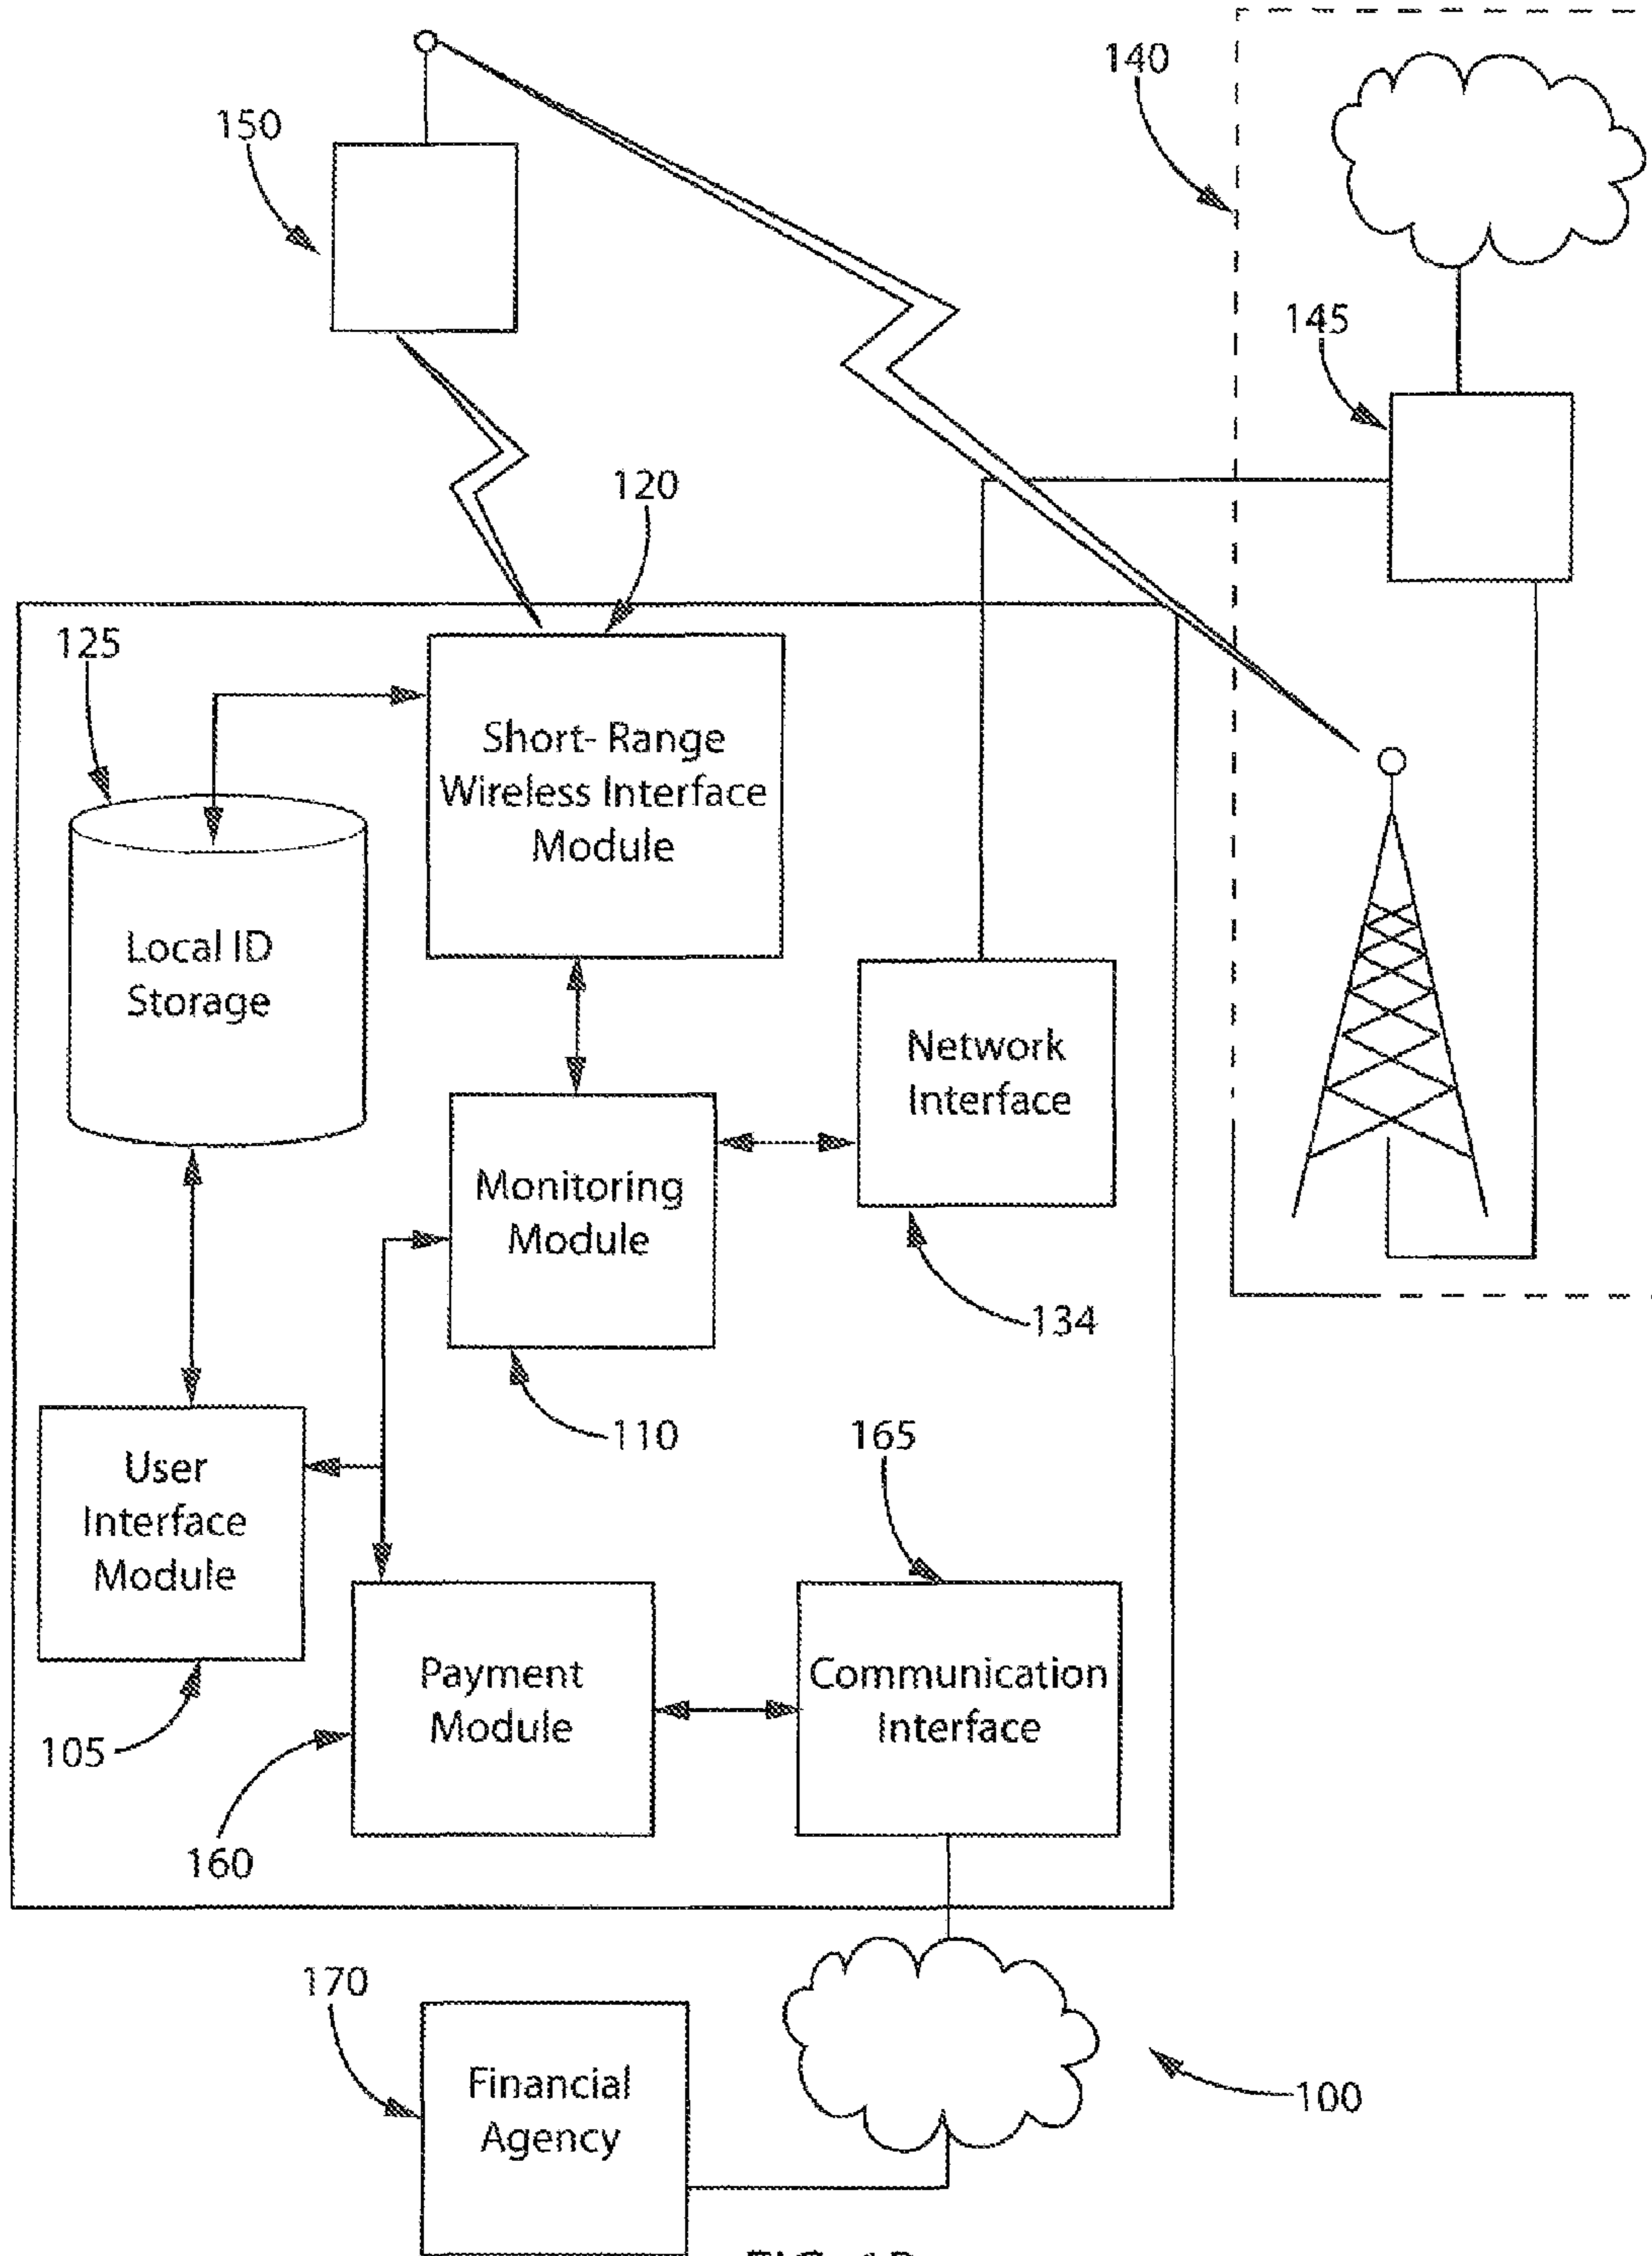 140
150
145
120
125
Short- Range
Wireless Interface
Module
Local ID
Storage
Network
Interface
Monitoring
Module
134
110
165
User
Interface
Module
Payment
Module
Communication
Interface
105
160
170
Financial
Agency
100